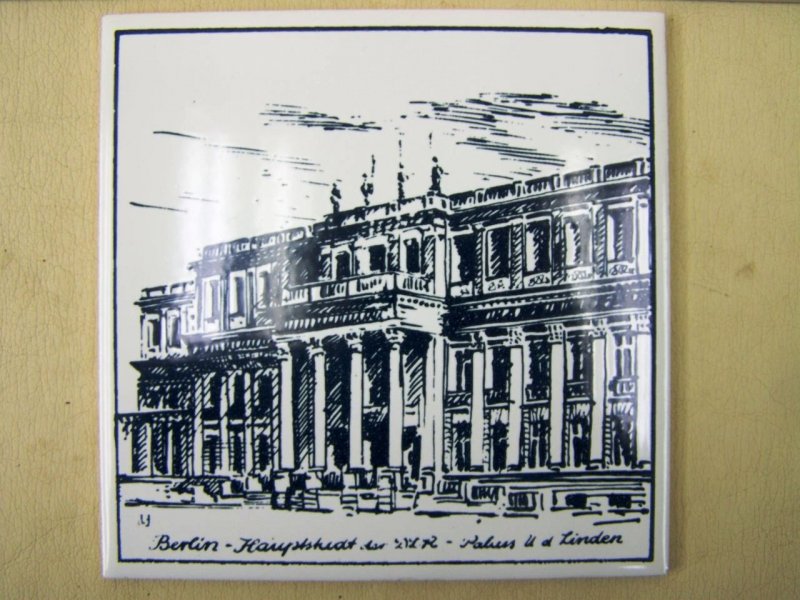 Berlin - Hauptstadt der DDR - Palais U d Linden